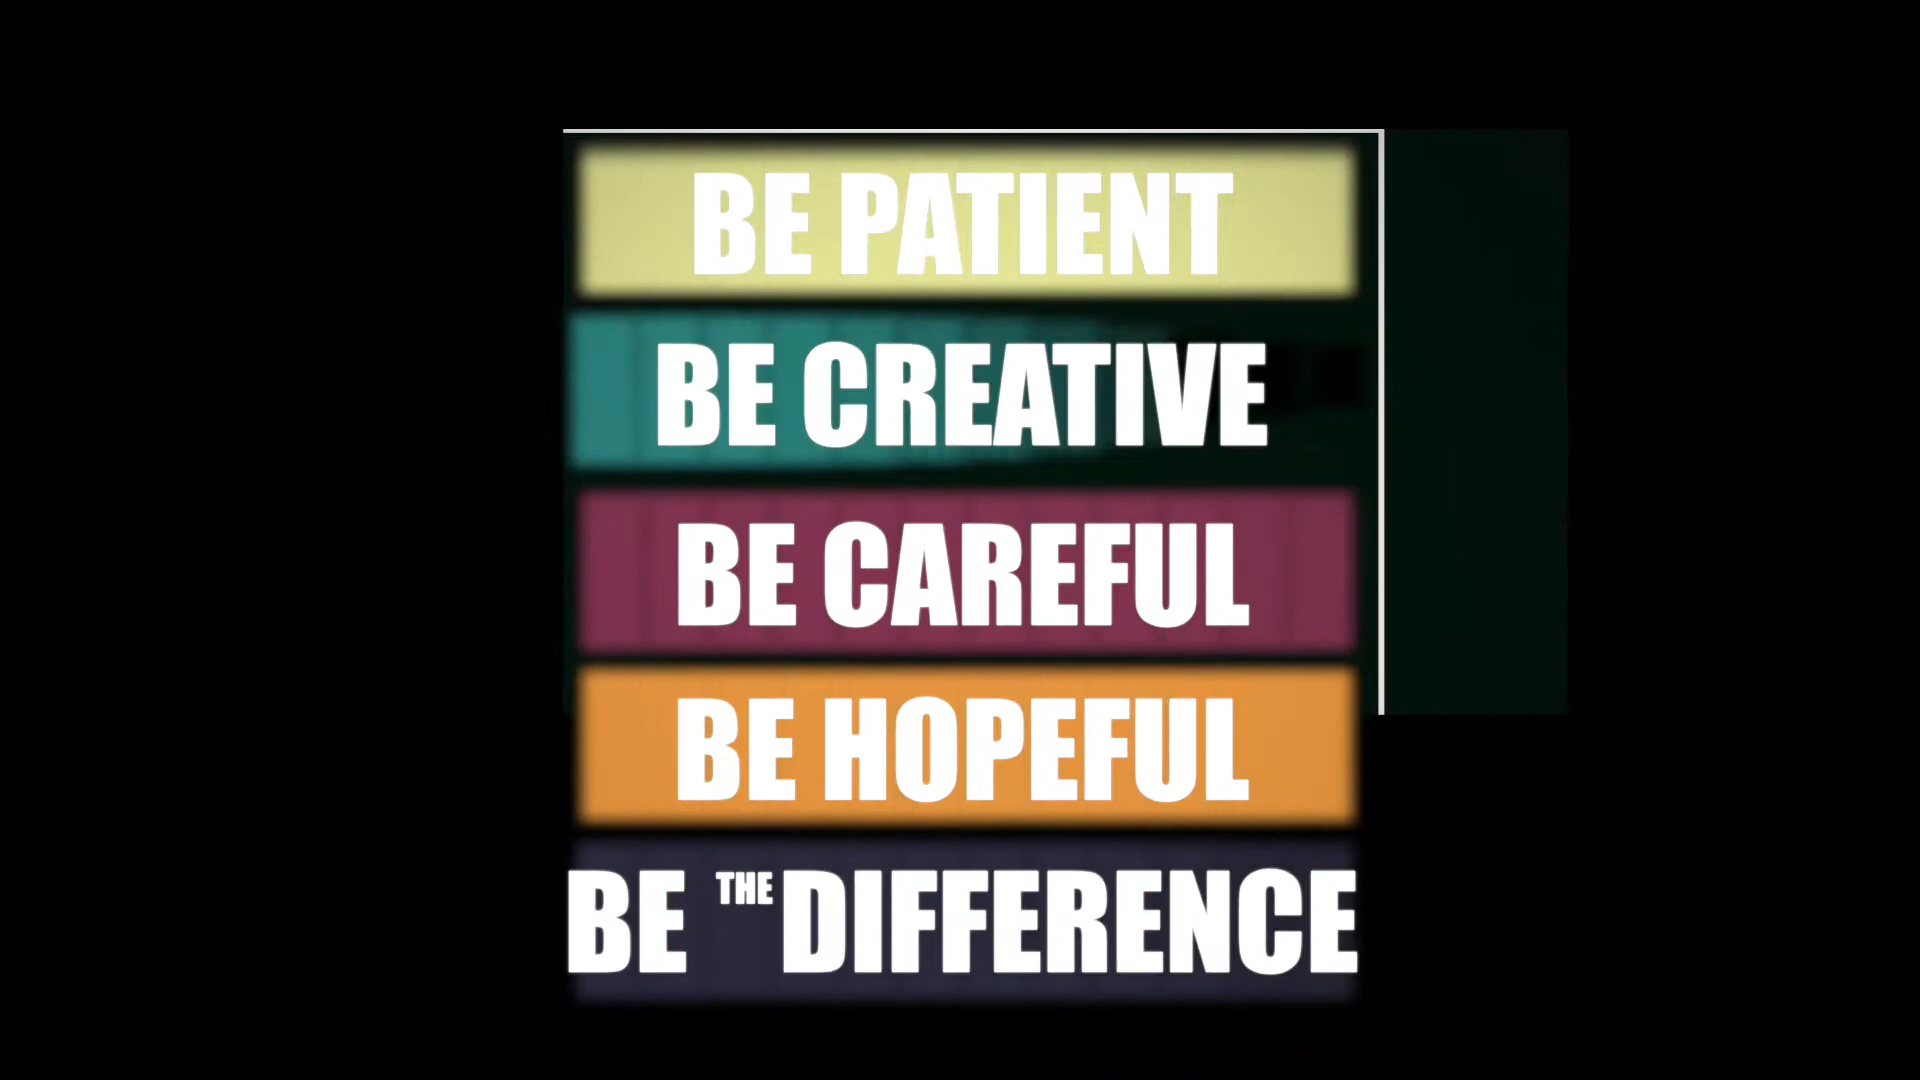 BE PATIENT
BE CREATIVE
BE CAREFUL
BE HOPEFUL
BE THE DIFFERENCE